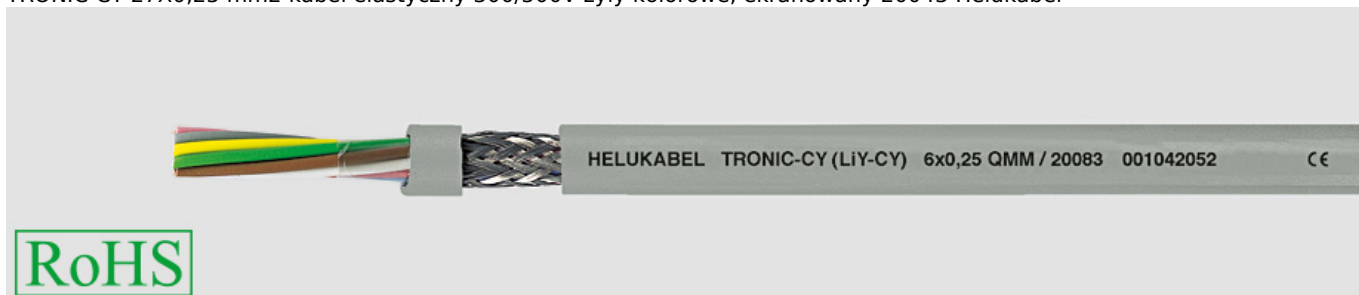 HELUKABEL TRONIC-CY (LiY-CY) 6x0,25 QMM / 20083 001042052 CE
RoHS